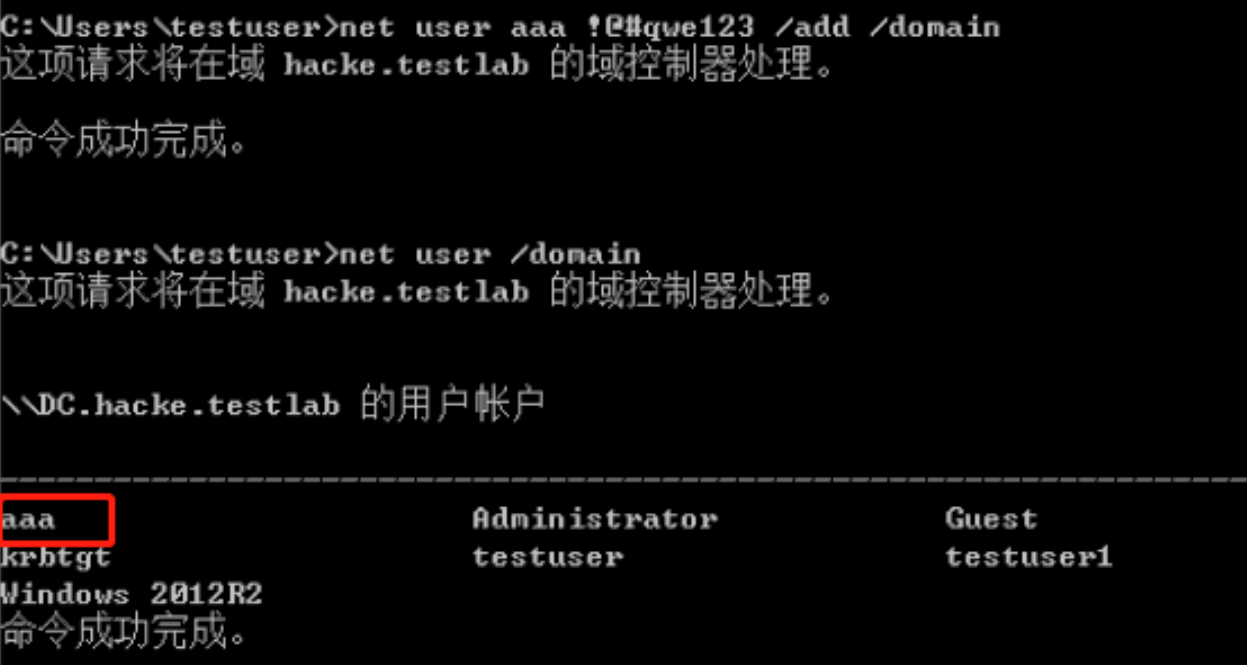 C:\Users\testuser>net user aaa !@#qwe123 /add /domain
这项请求将在域 hacke.testlab 的域控制器处理。
命令成功完成。
C:\Users\testuser>net user /domain
这项请求将在域 hacke.testlab 的域控制器处理。
\\DC.hacke.testlab 的用户帐户
-------------------------------------------------------------------------------
aaa Administrator Guest
krbtgt testuser testuser1
Windows 2012R2
命令成功完成。